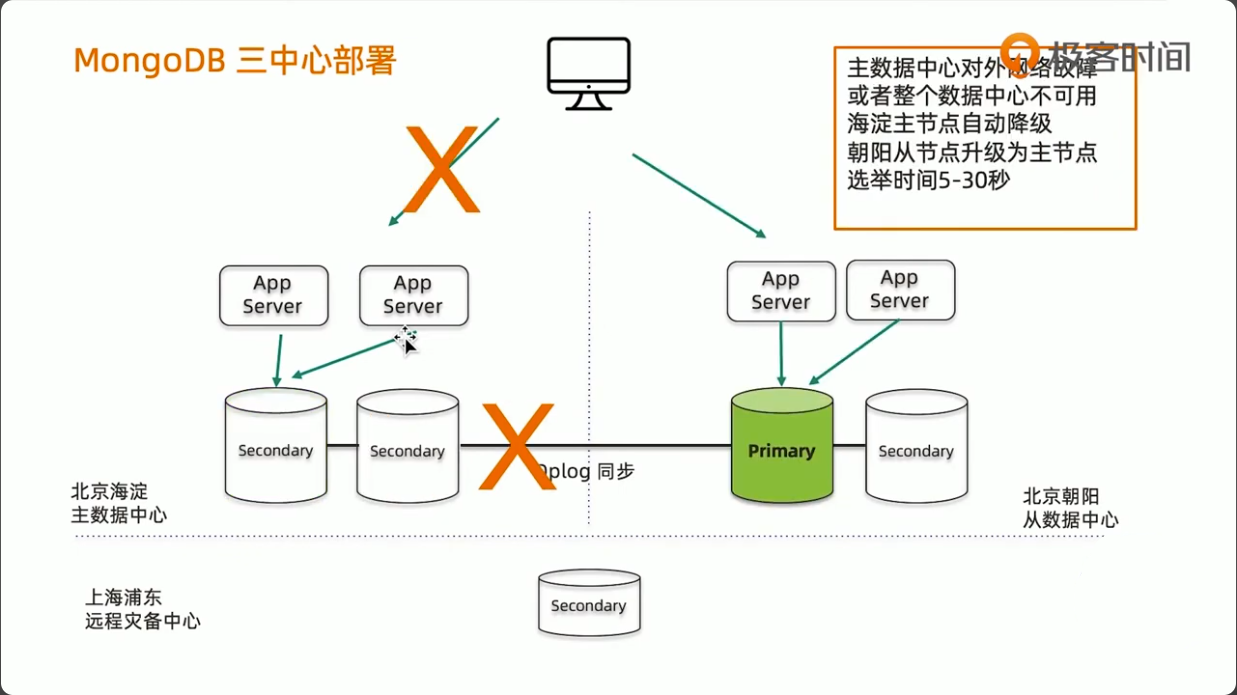 MongoDB 三中心部署
极客时间
主数据中心对外网络故障
或者整个数据中心不可用
海淀主节点自动降级
朝阳从节点升级为主节点
选举时间5-30秒
App
Server
App
Server
App
Server
App
Server
Secondary
Secondary
Primary
Secondary
Oplog 同步
北京海淀
主数据中心
北京朝阳
从数据中心
上海浦东
远程灾备中心
Secondary